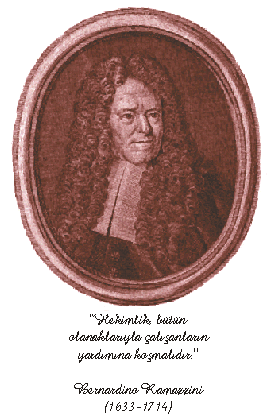 "Hekimlik, bütün
olanaklarıyla çalışanların
yardımına koşmalıdır."
Bernardino Ramazzini
(1633-1714)